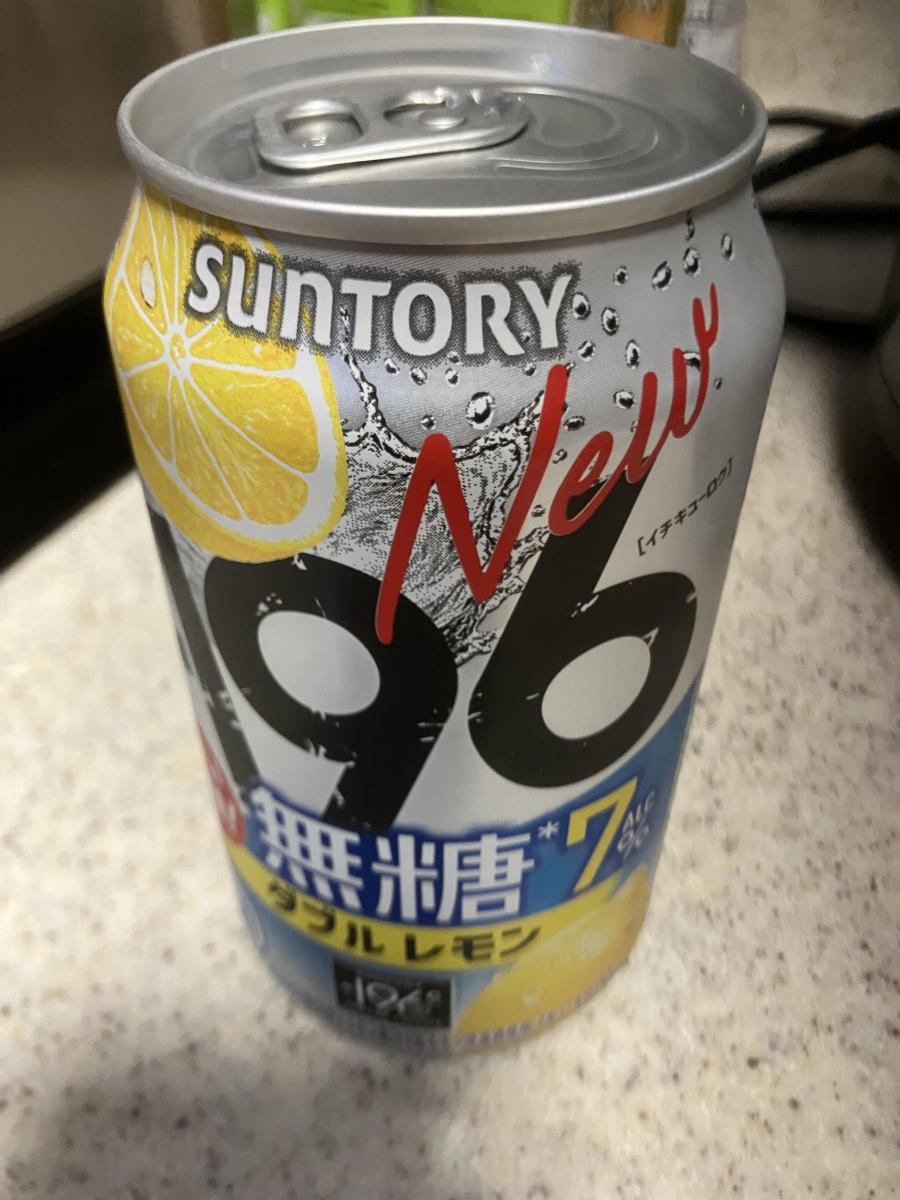 SUNTORY
New
196
[イチキューロク]
無糖* 7 ALC %
ダブルレモン
-196